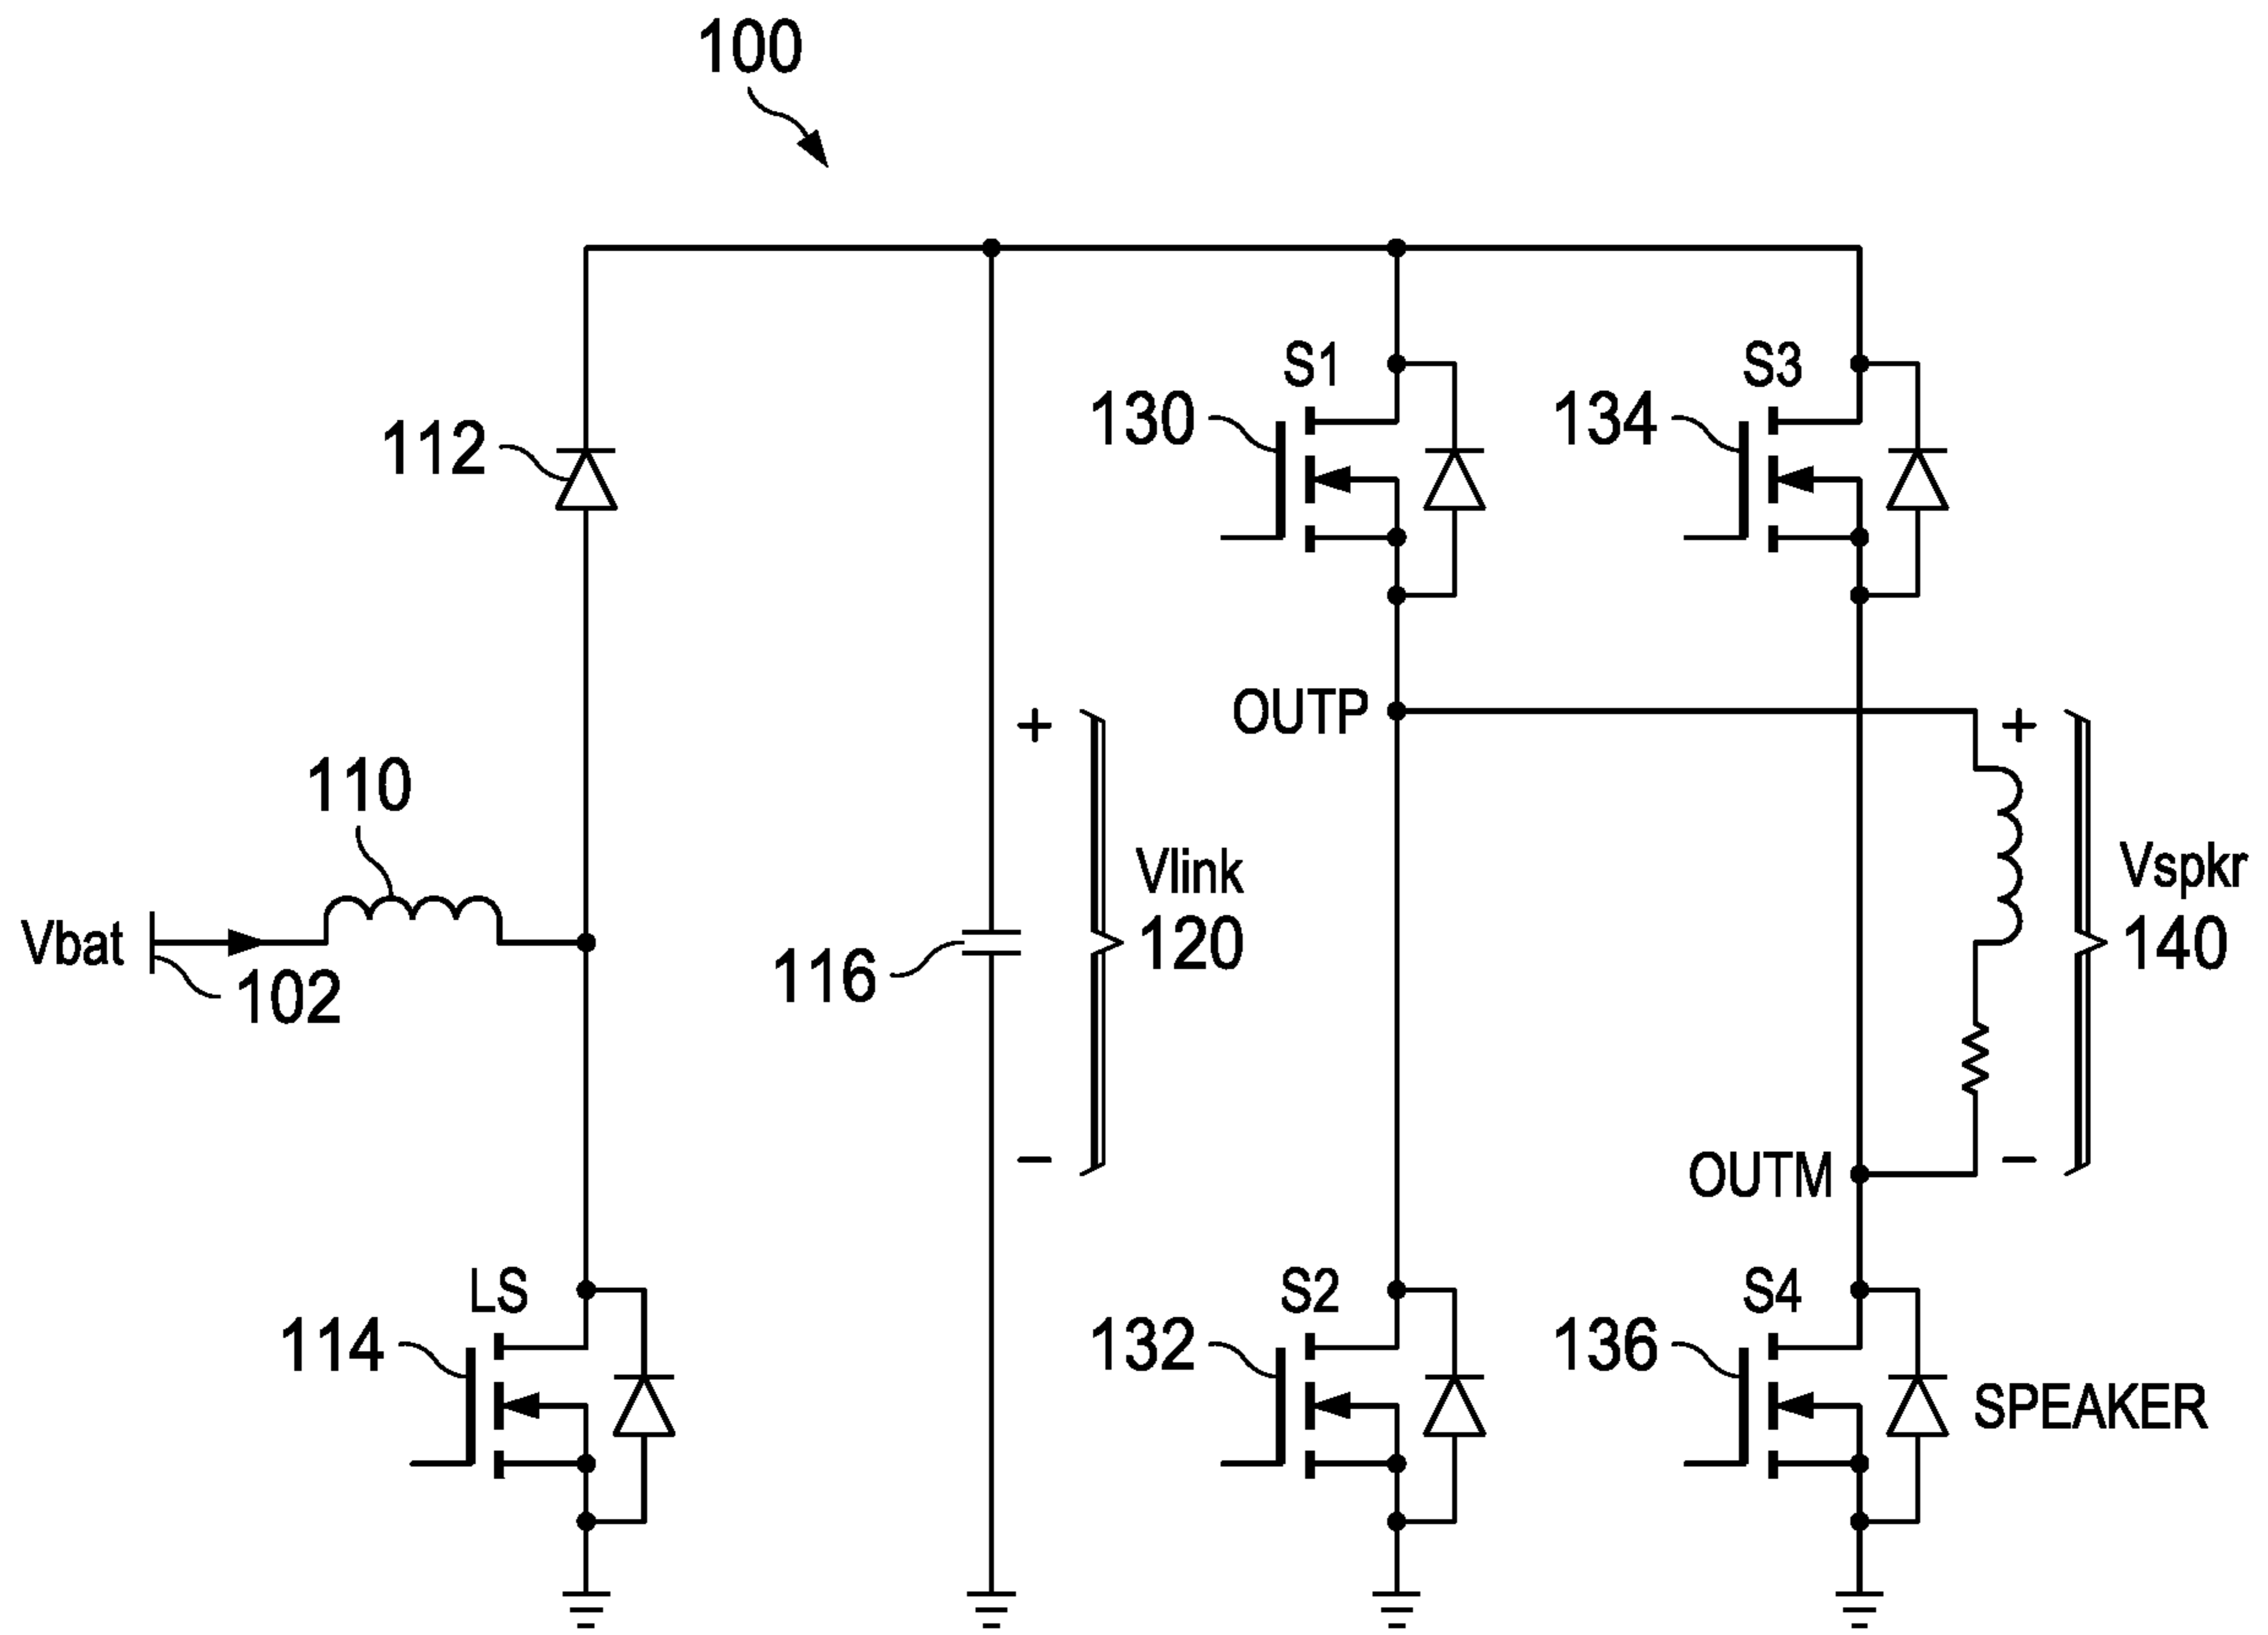 100
S1
S3
130
134
112
OUTP
+
+
110
Vlink
120
Vspkr
140
Vbat
102
116
−
−
OUTM
LS
S2
S4
114
132
136
SPEAKER